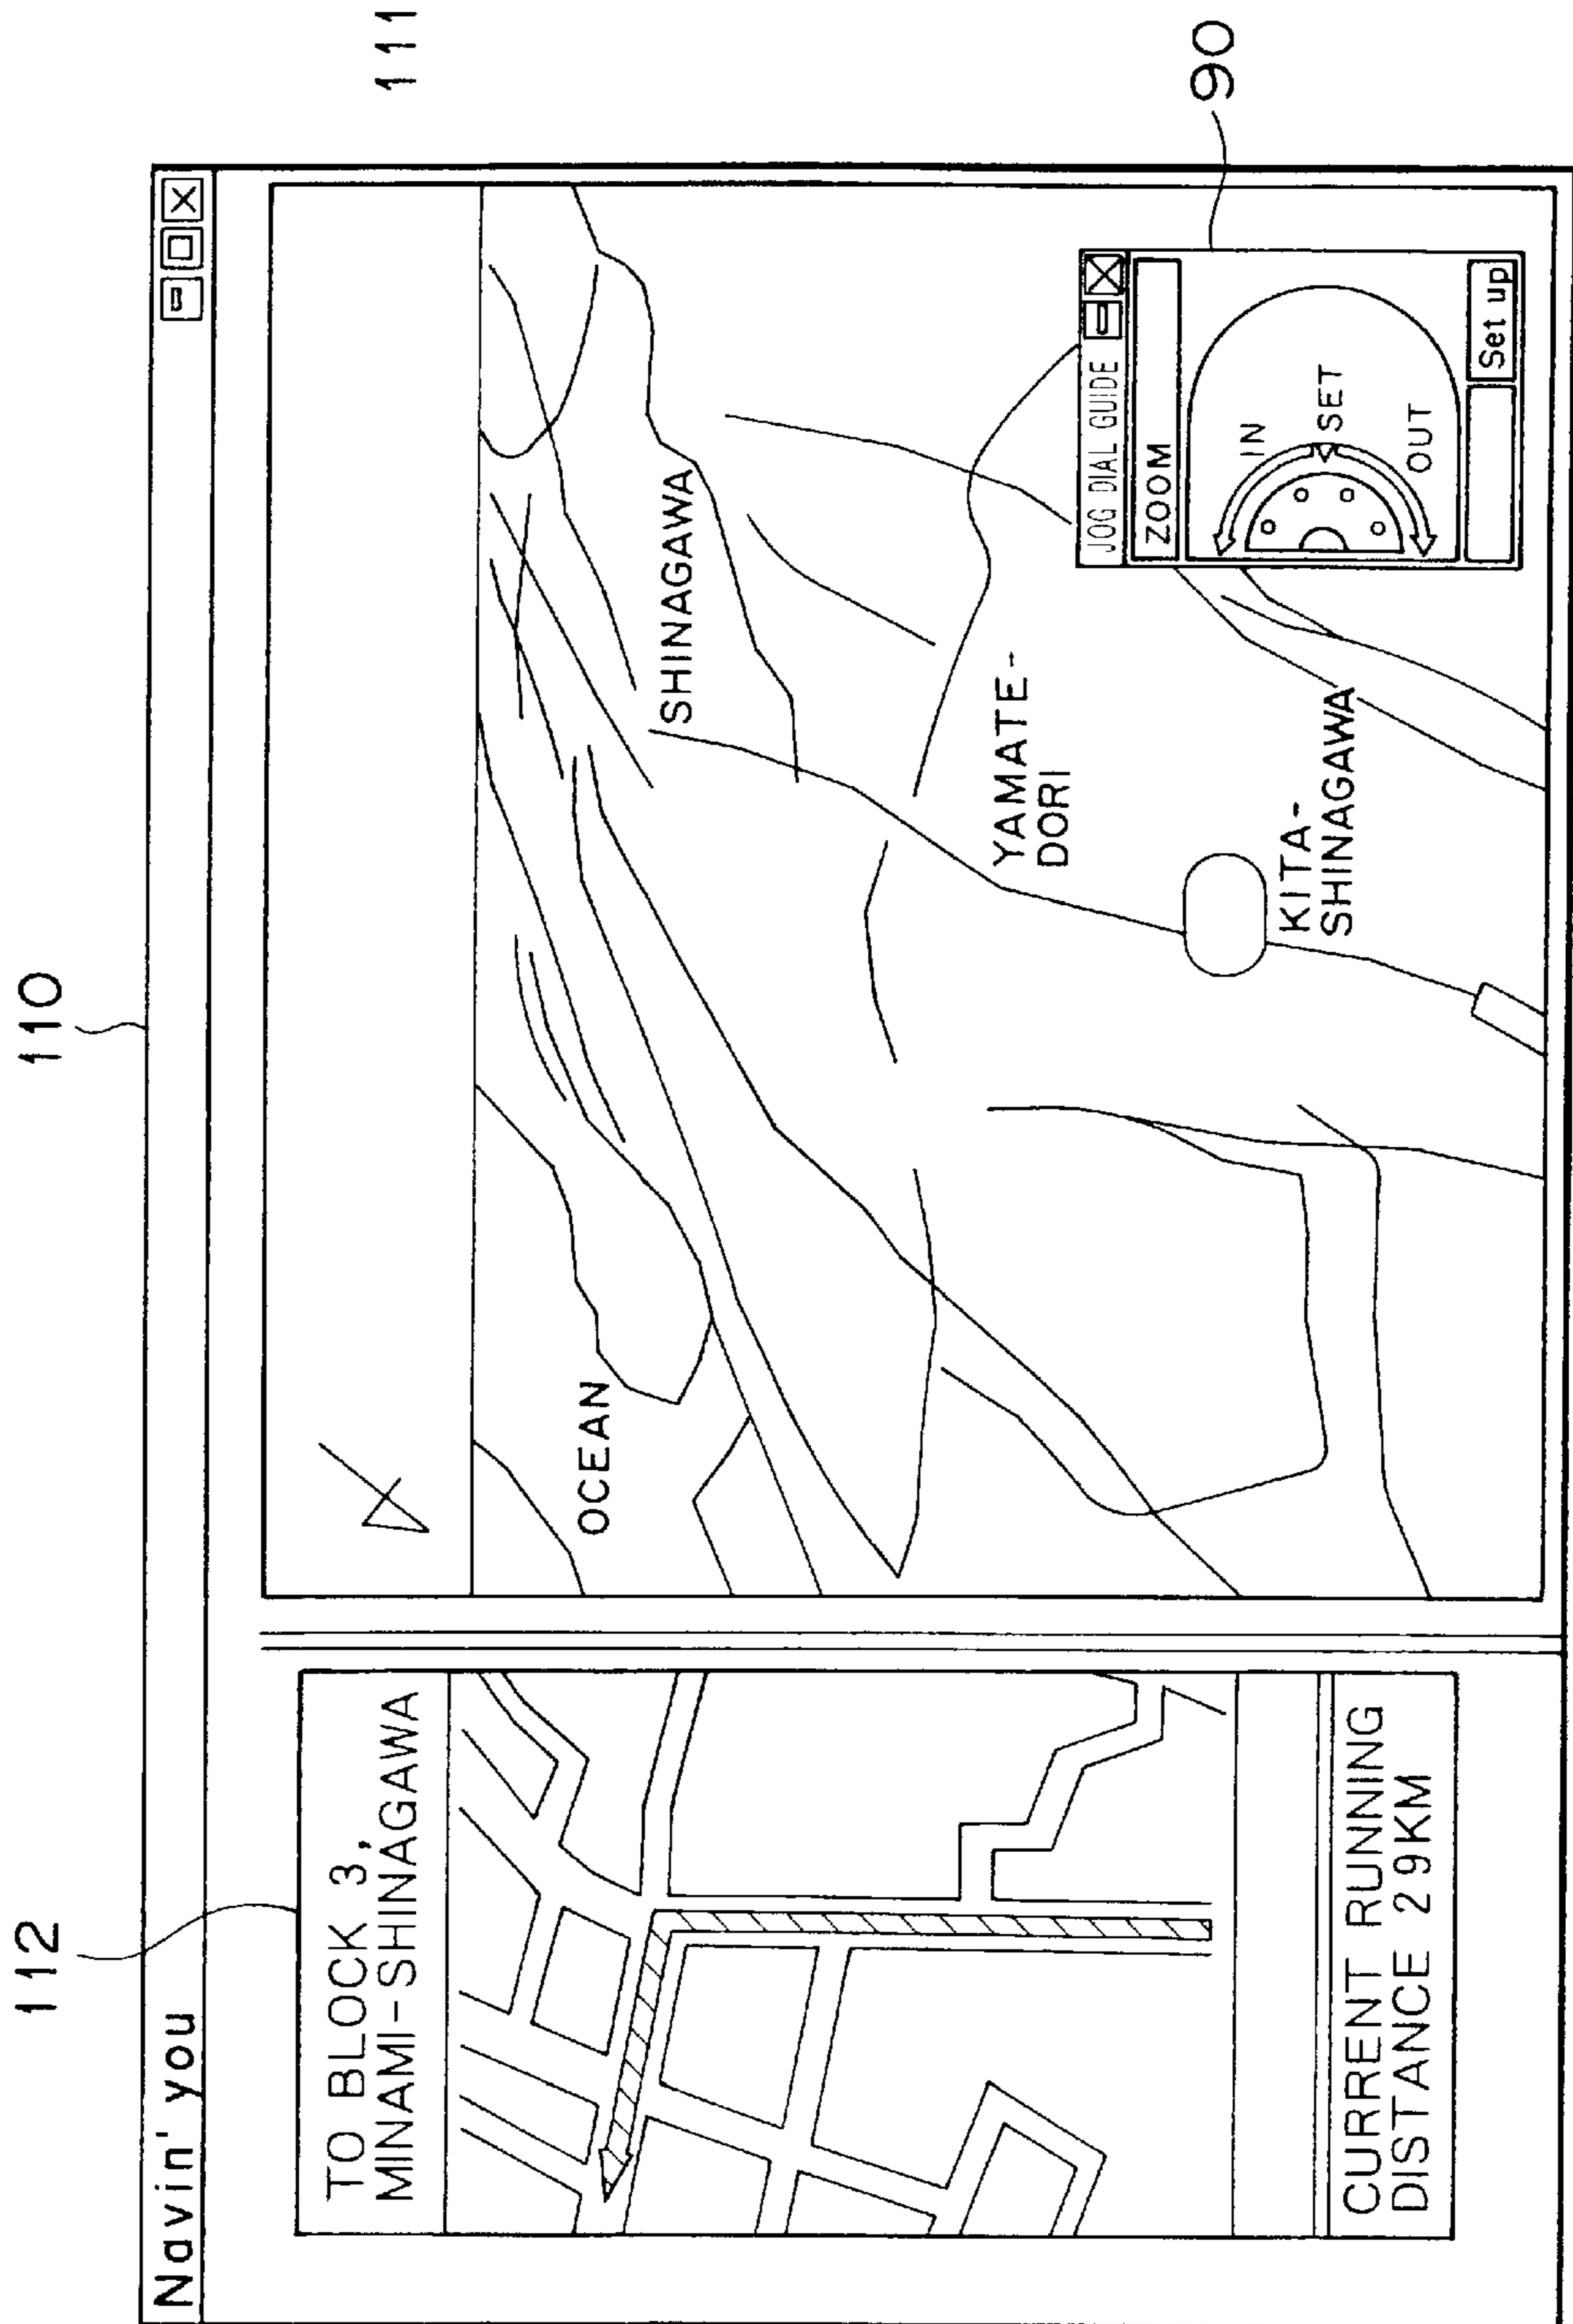 112
110
111
Navin' you
TO BLOCK 3,
MINAMI-SHINAGAWA
CURRENT RUNNING
DISTANCE 29KM
OCEAN
SHINAGAWA
YAMATE-
DORI
KITA-
SHINAGAWA
JOG DIAL GUIDE
ZOOM
IN
SET
OUT
Set up
90